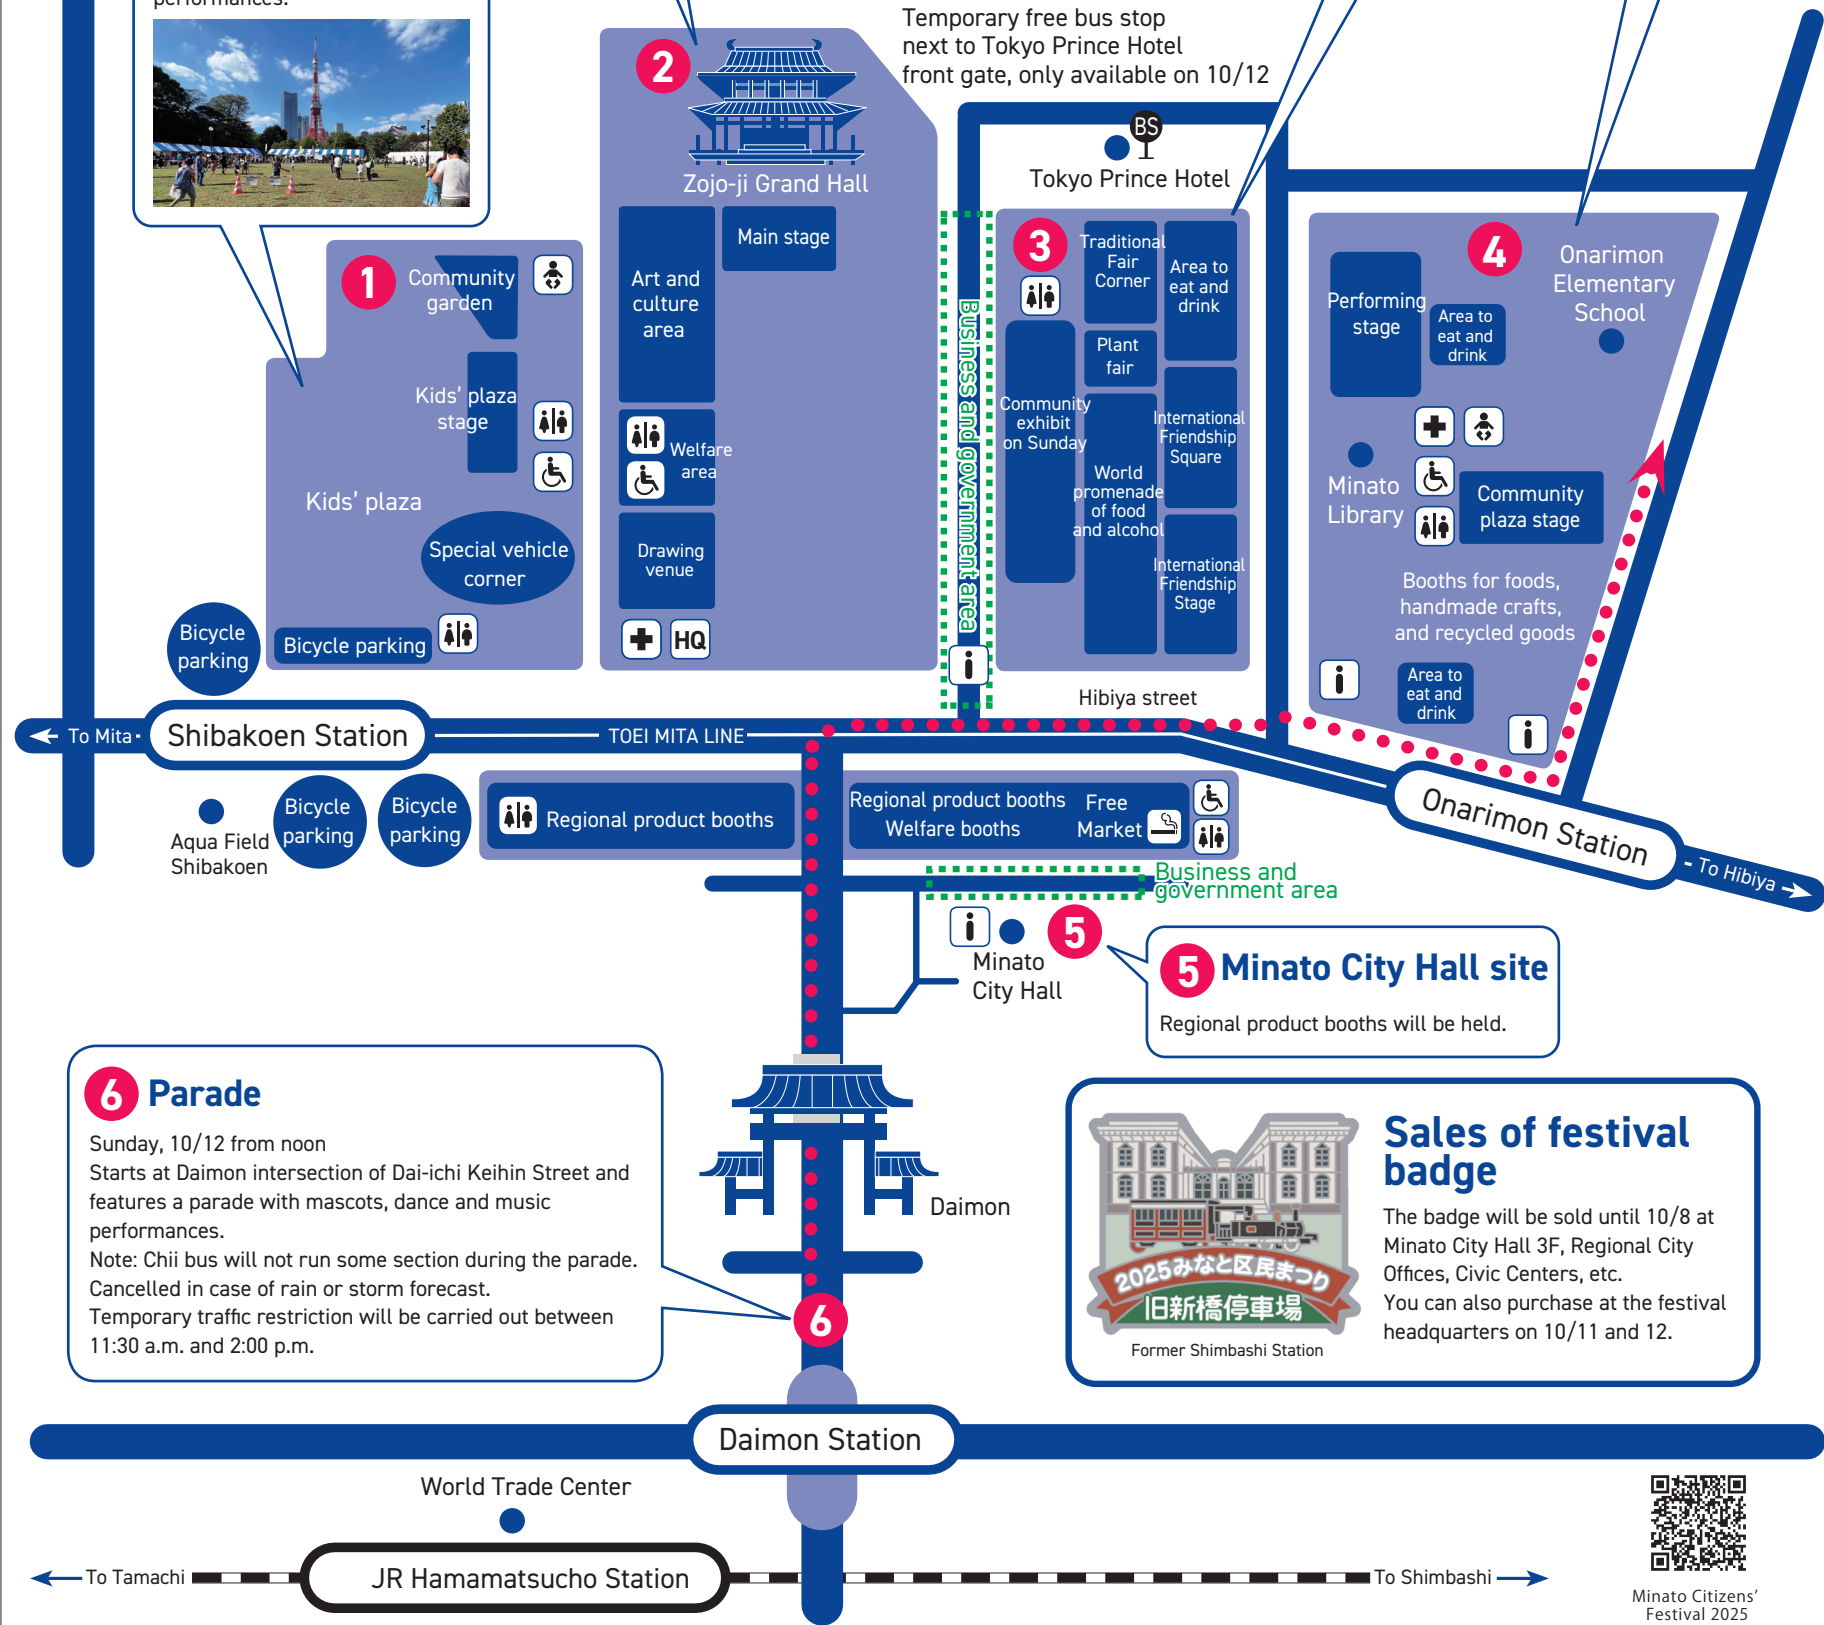 performances.
Temporary free bus stop
next to Tokyo Prince Hotel
front gate, only available on 10/12
2
BS
Zojo-ji Grand Hall
Tokyo Prince Hotel
1
Community
garden
Kids' plaza
stage
Kids' plaza
Special vehicle
corner
Bicycle
parking
Bicycle parking
Main stage
Art and
culture
area
Welfare
area
Drawing
venue
HQ
Business and government area
3
Traditional
Fair
Corner
Area to
eat and
drink
Plant
fair
Community
exhibit
on Sunday
World
promenade
of food
and alcohol
International
Friendship
Square
International
Friendship
Stage
4
Onarimon
Elementary
School
Performing
stage
Area to
eat and
drink
Minato
Library
Community
plaza stage
Booths for foods,
handmade crafts,
and recycled goods
Area to
eat and
drink
Hibiya street
To Mita
Shibakoen Station
TOEI MITA LINE
Onarimon Station
To Hibiya
Aqua Field
Shibakoen
Bicycle
parking
Bicycle
parking
Regional product booths
Regional product booths
Welfare booths
Free
Market
Business and
government area
5
Minato
City Hall
5 Minato City Hall site
Regional product booths will be held.
6 Parade
Sunday, 10/12 from noon
Starts at Daimon intersection of Dai-ichi Keihin Street and
features a parade with mascots, dance and music
performances.
Note: Chii bus will not run some section during the parade.
Cancelled in case of rain or storm forecast.
Temporary traffic restriction will be carried out between
11:30 a.m. and 2:00 p.m.
Daimon
6
Sales of festival
badge
The badge will be sold until 10/8 at
Minato City Hall 3F, Regional City
Offices, Civic Centers, etc.
You can also purchase at the festival
headquarters on 10/11 and 12.
2025みなと区民まつり
旧新橋停車場
Former Shimbashi Station
Daimon Station
World Trade Center
To Tamachi
JR Hamamatsucho Station
To Shimbashi
Minato Citizens'
Festival 2025